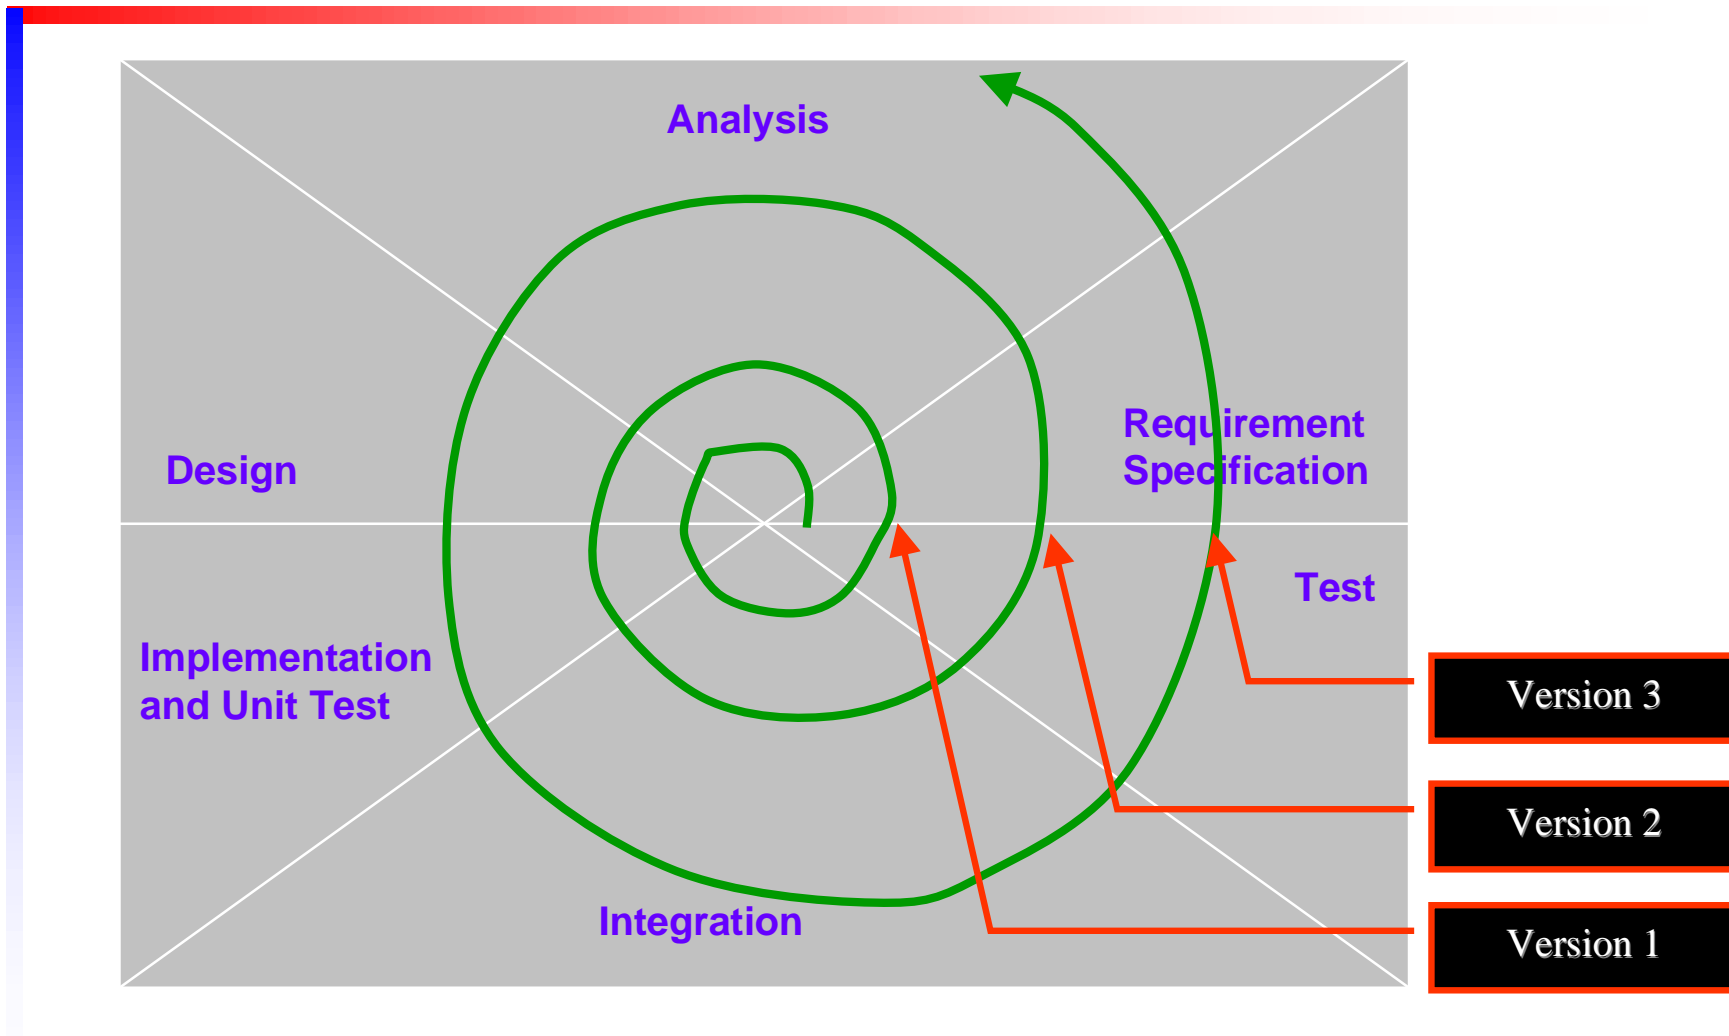 Analysis
Requirement
Specification
Design
Test
Implementation
and Unit Test
Integration
Version 3
Version 2
Version 1